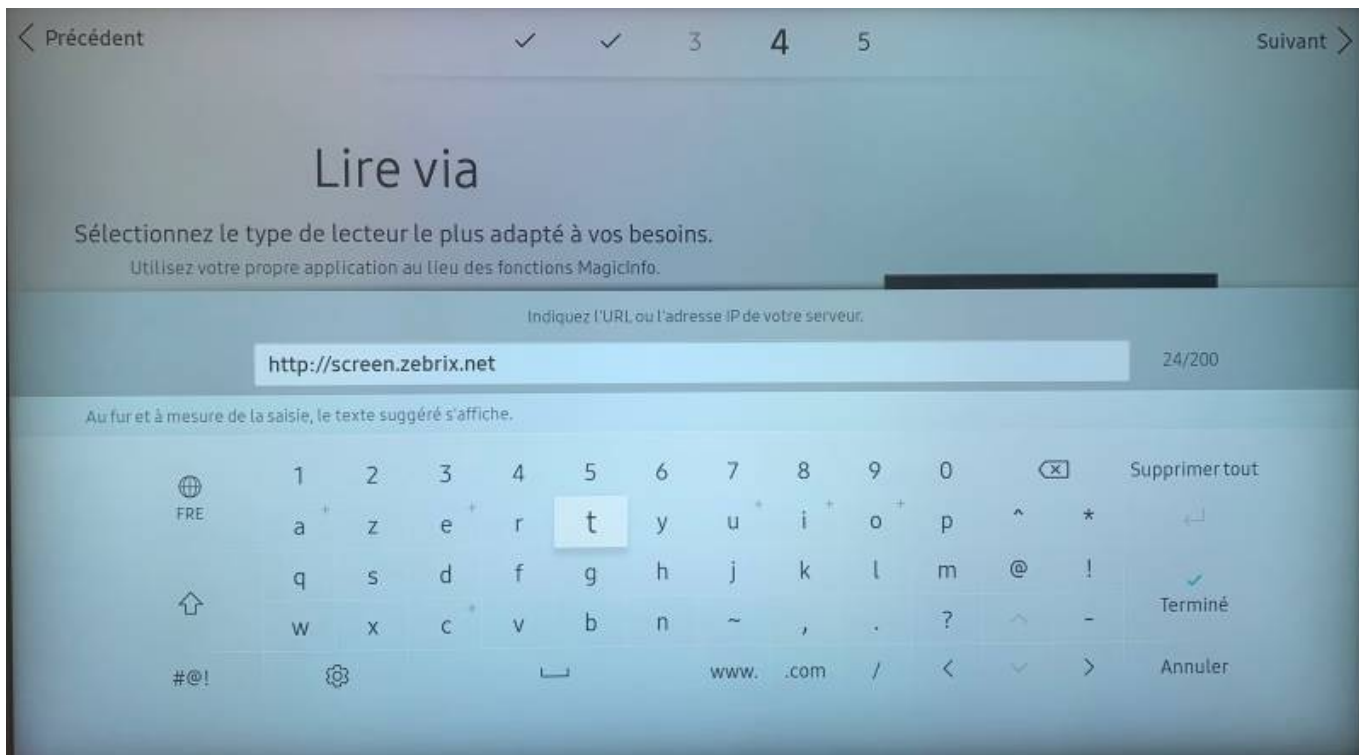 Précédent
3 4 5
Suivant
Lire via
Sélectionnez le type de lecteur le plus adapté à vos besoins.
Utilisez votre propre application au lieu des fonctions MagicInfo.
Indiquez l'URL ou l'adresse IP de votre serveur.
http://screen.zebrix.net 24/200
Au fur et à mesure de la saisie, le texte suggéré s'affiche.
1 2 3 4 5 6 7 8 9 0 Supprimer tout
FRE
a z e r t y u i o p ^ *
q s d f g h j k l m @ !
Terminé
w x c v b n ~ , . ? ^ -
#@! www. .com / < > Annuler